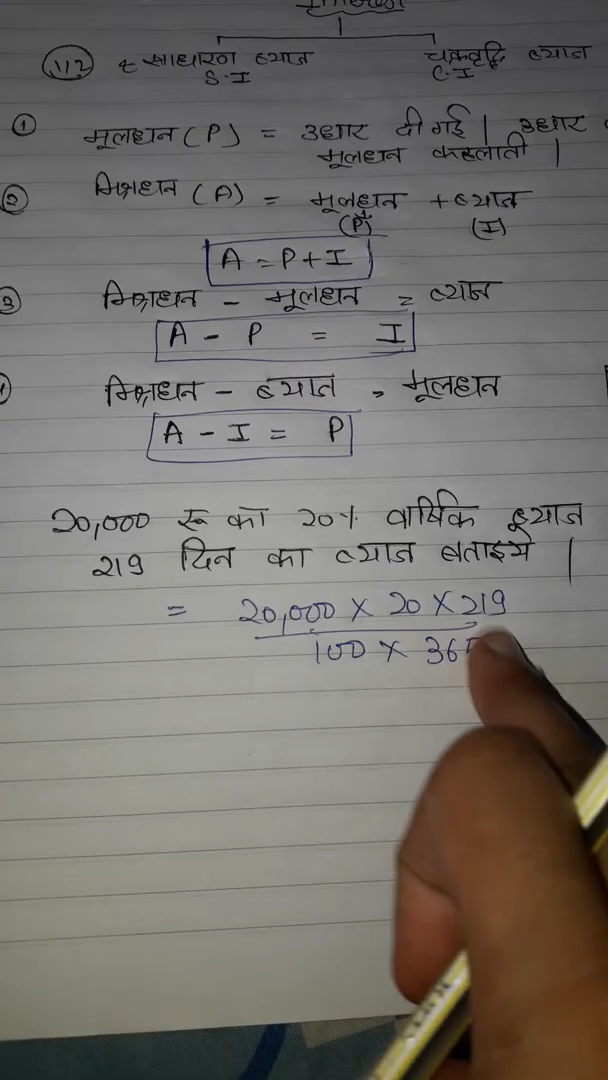 112 साधारण ब्याज चक्रवृद्धि ब्याज
S.I C.I
① मूलधन (P) = उधार दी गई | उधार
मूलधन कहलाती |
② मिश्रधन (A) = मूलधन + ब्याज
(P) (I)
A = P + I
③ मिश्रधन - मूलधन = ब्याज
A - P = I
मिश्रधन - ब्याज = मूलधन
A - I = P
20,000 रू का 20% वार्षिक ब्याज
219 दिन का ब्याज बताइये |
= 20,000 × 20 × 219
100 × 36